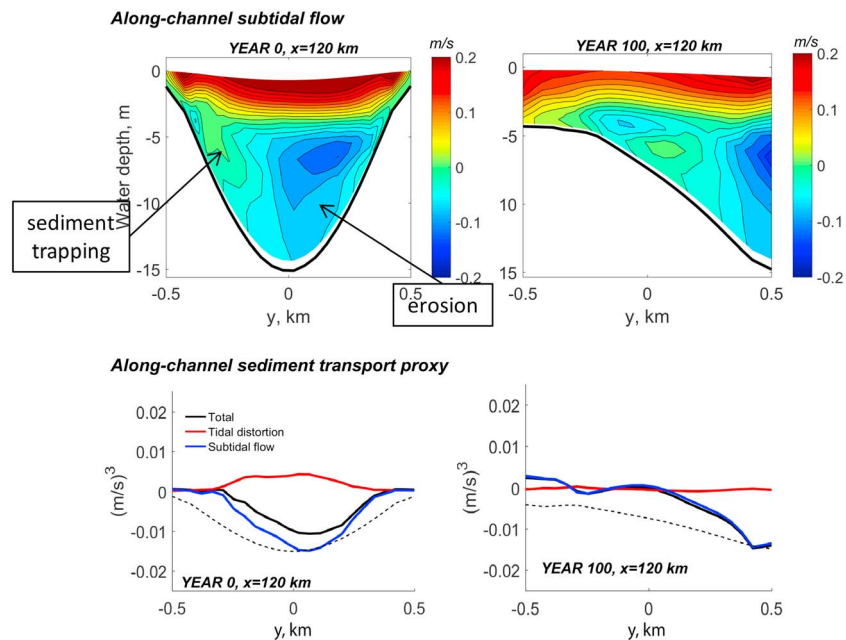 Along-channel subtidal flow
YEAR 0, x=120 km
m/s
YEAR 100, x=120 km
m/s
0
-5
-10
-15
Water depth, m
0.2
0.1
0
-0.1
-0.2
0
-5
10
15
0.2
0.1
0
-0.1
-0.2
sediment
trapping
erosion
-0.5
0
0.5
y, km
-0.5
0
0.5
y, km
Along-channel sediment transport proxy
0.02
0.01
0
-0.01
-0.02
(m/s)3
Total
Tidal distortion
Subtidal flow
YEAR 0, x=120 km
-0.5
0
0.5
y, km
0.02
0.01
0
-0.01
-0.02
(m/s)3
YEAR 100, x=120 km
-0.5
0
0.5
y, km